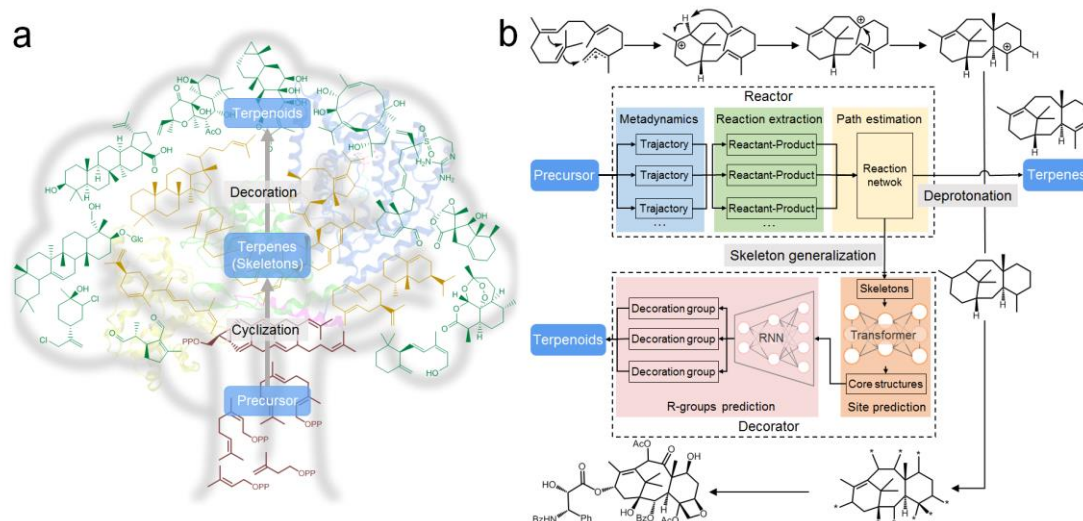 a
Terpenoids
AcO
Decoration
Terpenes
(Skeletons)
Cyclization
PPO
Precursor
OPP
OPP
OPP
OPP
OH
HO
Glc
Cl
Cl
b
H
H
H
H
H
Reactor
Metadynamics
Reaction extraction
Path estimation
Precursor
Trajectory
Reactant-Product
Trajectory
Reactant-Product
Trajectory
Reactant-Product
...
...
Reaction
netwok
Terpenes
Deprotonation
Skeleton generalization
Skeletons
Transformer
Core structures
Site prediction
RNN
Decoration group
Decoration group
Decoration group
R-groups prediction
Terpenoids
Decorator
AcO
O
OH
O
OH
O
BzHN
Ph
HO
BzO
H
AcO
O